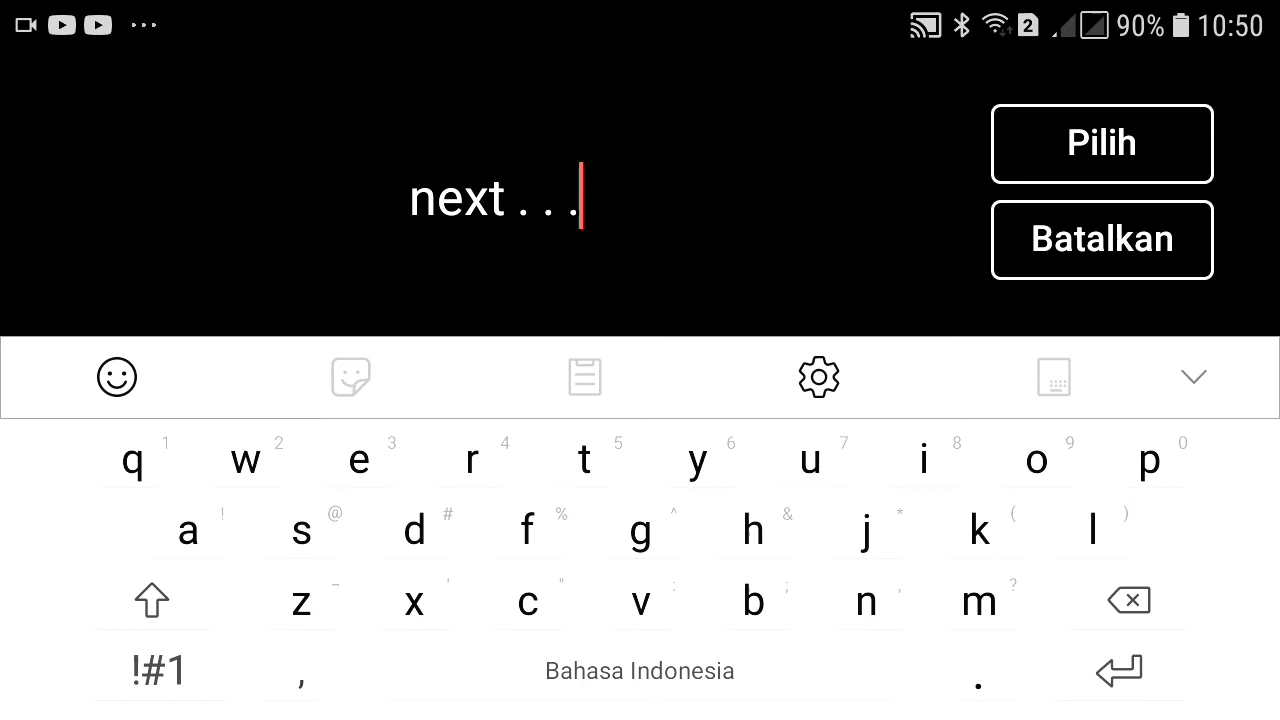 2 90% 10:50
Pilih
next . . .
Batalkan
q 1 w 2 e 3 r 4 t 5 y 6 u 7 i 8 o 9 p 0
a ! s @ d # f % g ^ h & j * k ( l )
z - x ' c " v : b ; n , m ?
!#1 , Bahasa Indonesia .